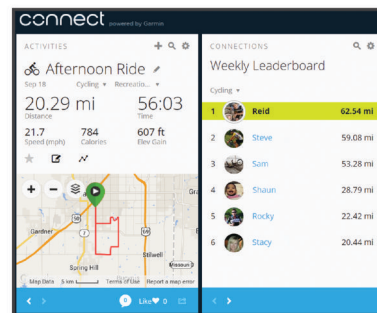 connect powered by Garmin
ACTIVITIES
Afternoon Ride
Sep 18 Cycling Recreatio...
20.29 mi 56:03
Distance Time
21.7 784 607 ft
Speed (mph) Calories Elev Gain
Gardner
Spring Hill
Stilwell
Missouri
Map Data 5 km Terms of Use Report a map error
0 Like 0
CONNECTIONS
Weekly Leaderboard
Cycling
1 Reid 62.54 mi
2 Steve 59.08 mi
3 Sam 53.28 mi
4 Shaun 28.79 mi
5 Rocky 22.42 mi
6 Stacy 20.44 mi